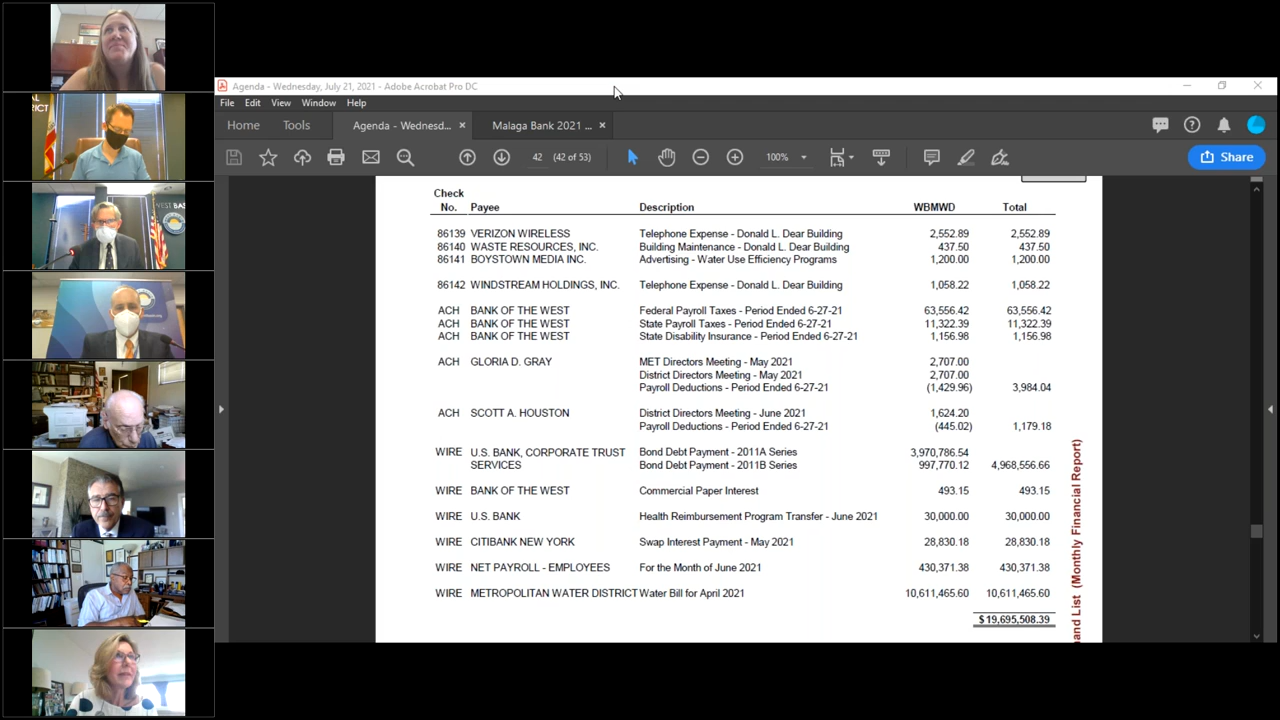 Agenda - Wednesday, July 21, 2021 - Adobe Acrobat Pro DC
File Edit View Window Help
Home Tools Agenda - Wednesd... × Malaga Bank 2021 ... ×
42 (42 of 53) 100% Share
Check
No. Payee Description WBMWD Total
86139 VERIZON WIRELESS Telephone Expense - Donald L. Dear Building 2,552.89 2,552.89
86140 WASTE RESOURCES, INC. Building Maintenance - Donald L. Dear Building 437.50 437.50
86141 BOYSTOWN MEDIA INC. Advertising - Water Use Efficiency Programs 1,200.00 1,200.00
86142 WINDSTREAM HOLDINGS, INC. Telephone Expense - Donald L. Dear Building 1,058.22 1,058.22
ACH BANK OF THE WEST Federal Payroll Taxes - Period Ended 6-27-21 63,556.42 63,556.42
ACH BANK OF THE WEST State Payroll Taxes - Period Ended 6-27-21 11,322.39 11,322.39
ACH BANK OF THE WEST State Disability Insurance - Period Ended 6-27-21 1,156.98 1,156.98
ACH GLORIA D. GRAY MET Directors Meeting - May 2021 2,707.00
District Directors Meeting - May 2021 2,707.00
Payroll Deductions - Period Ended 6-27-21 (1,429.96) 3,984.04
ACH SCOTT A. HOUSTON District Directors Meeting - June 2021 1,624.20
Payroll Deductions - Period Ended 6-27-21 (445.02) 1,179.18
WIRE U.S. BANK, CORPORATE TRUST Bond Debt Payment - 2011A Series 3,970,786.54
SERVICES Bond Debt Payment - 2011B Series 997,770.12 4,968,556.66
WIRE BANK OF THE WEST Commercial Paper Interest 493.15 493.15
WIRE U.S. BANK Health Reimbursement Program Transfer - June 2021 30,000.00 30,000.00
WIRE CITIBANK NEW YORK Swap Interest Payment - May 2021 28,830.18 28,830.18
WIRE NET PAYROLL - EMPLOYEES For the Month of June 2021 430,371.38 430,371.38
WIRE METROPOLITAN WATER DISTRICT Water Bill for April 2021 10,611,465.60 10,611,465.60
$19,695,508.39
and List (Monthly Financial Report)